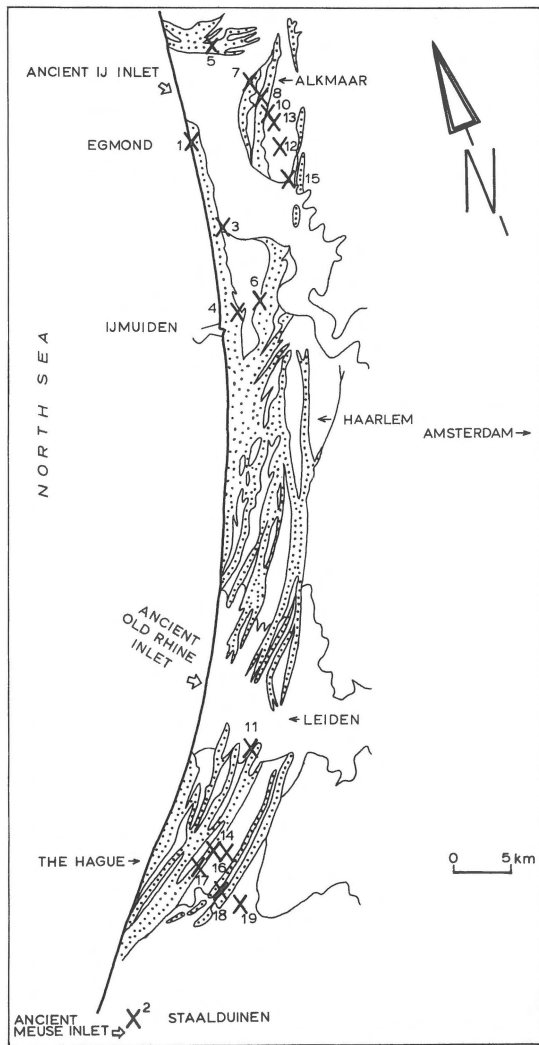 5
ANCIENT IJ INLET
7
ALKMAAR
8
10
13
EGMOND
1
12
15
N
3
6
4
IJMUIDEN
NORTH SEA
HAARLEM
AMSTERDAM
ANCIENT
OLD RHINE
INLET
LEIDEN
11
THE HAGUE
14
16
17
18
19
0 5 km
2
STAALDUINEN
ANCIENT
MEUSE INLET